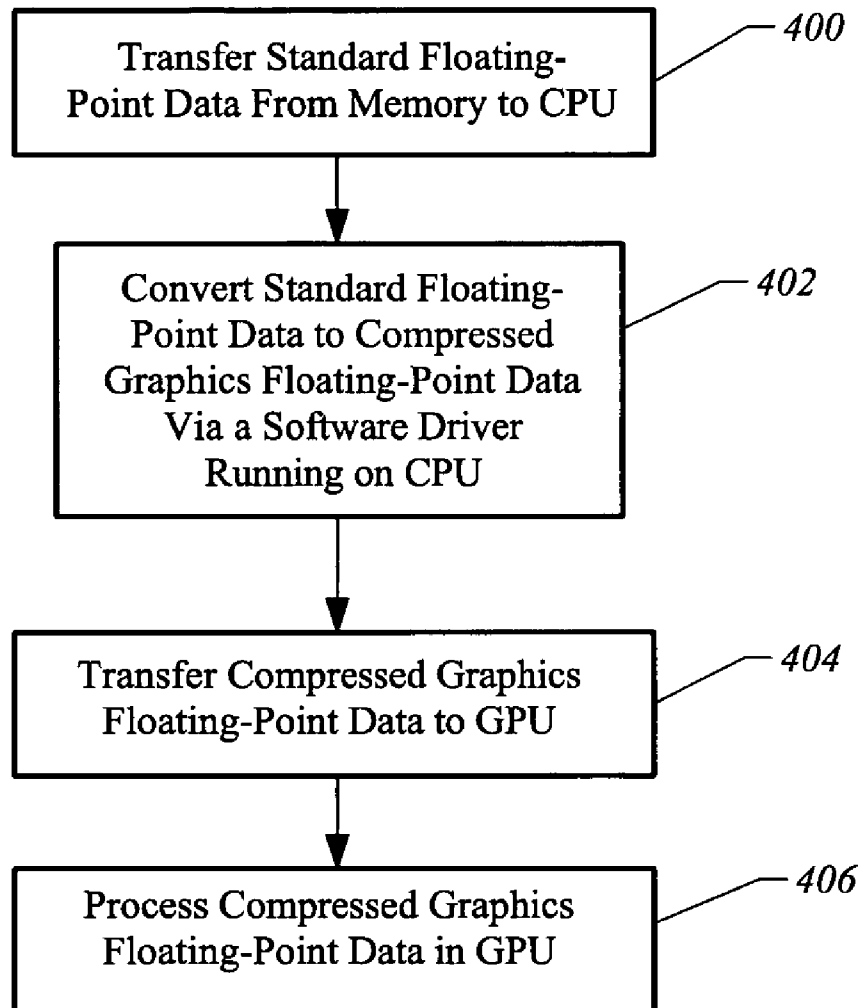 400
Transfer Standard Floating-
Point Data From Memory to CPU
402
Convert Standard Floating-
Point Data to Compressed
Graphics Floating-Point Data
Via a Software Driver
Running on CPU
404
Transfer Compressed Graphics
Floating-Point Data to GPU
406
Process Compressed Graphics
Floating-Point Data in GPU